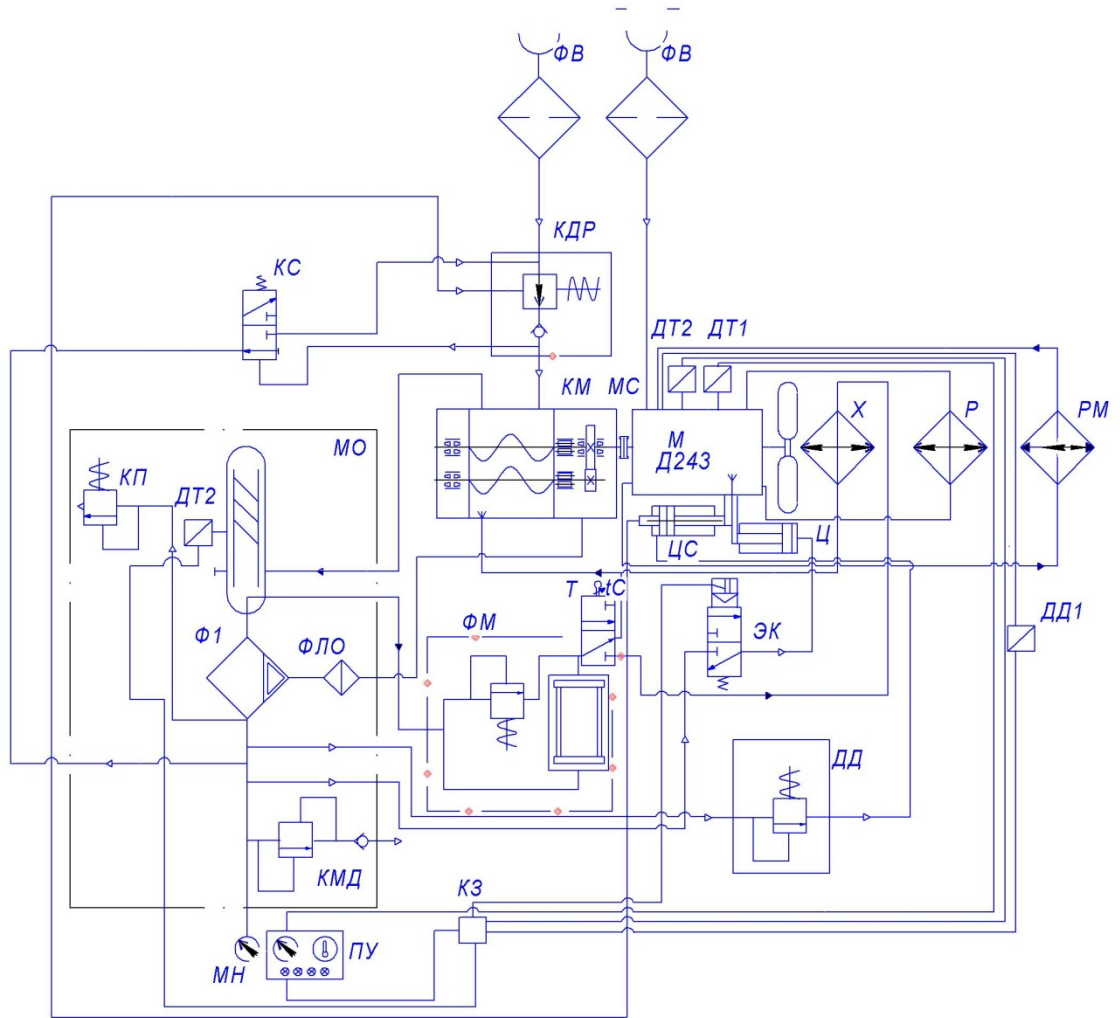 ФВ ФВ
КДР
КС
ДТ2 ДТ1
КМ МС
Х Р РМ
МО
М
Д243
КП
ДТ2
Ц
ЦС
Т tC
ФМ
ЭК
ДД1
Ф1 ФЛО
ДД
КМД
КЗ
МН ПУ